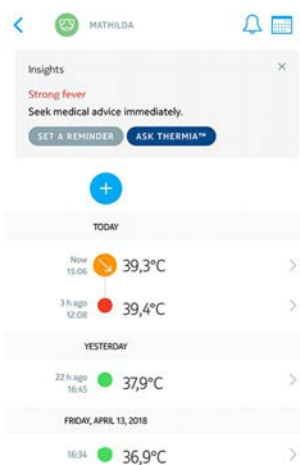 MATHILDA
Insights
Strong fever
Seek medical advice immediately.
SET A REMINDER
ASK THERMIA™
TODAY
Now
15:06
39,3°C
3 h ago
12:08
39,4°C
YESTERDAY
22 h ago
16:45
37,9°C
FRIDAY, APRIL 13, 2018
16:34
36,9°C